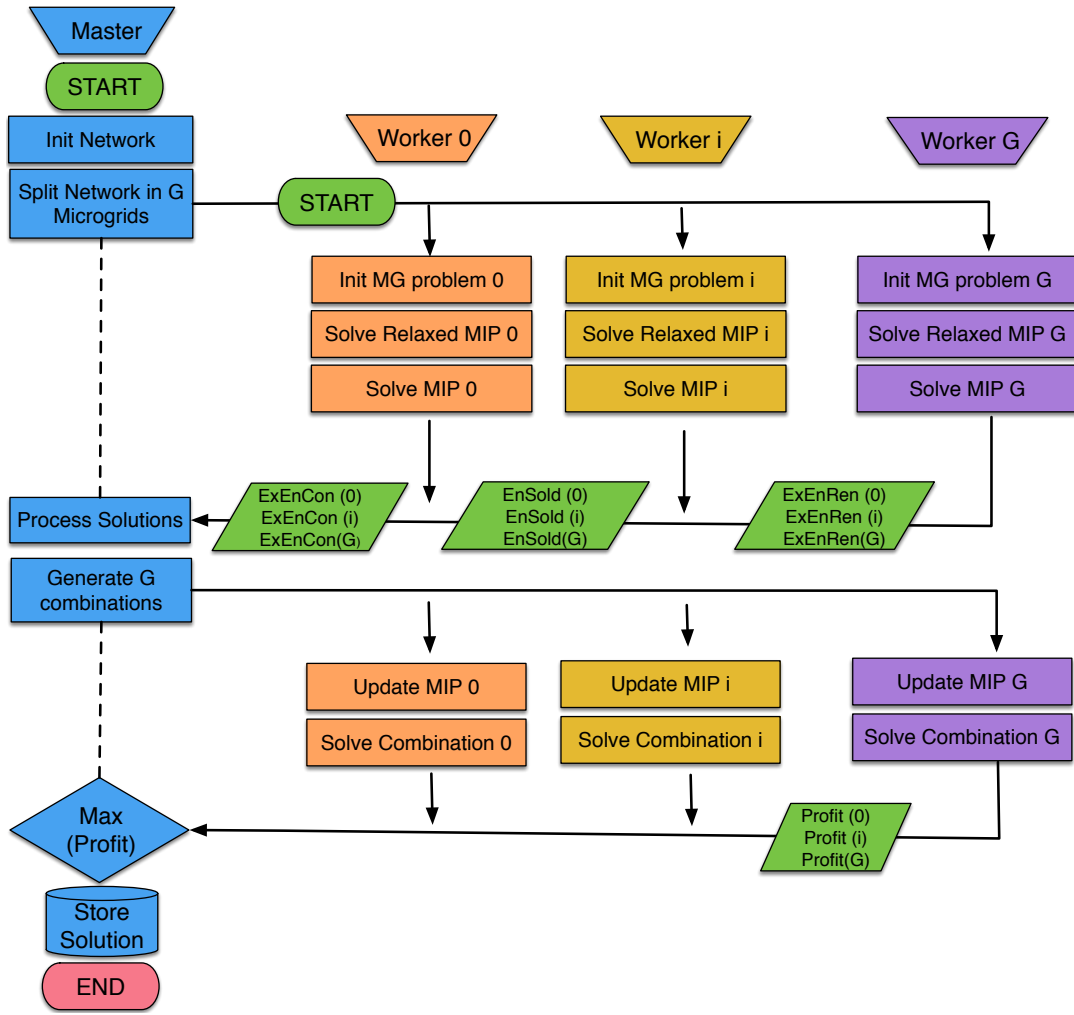 Master
START
Init Network
Worker 0
Worker i
Worker G
Split Network in G
Microgrids
START
Init MG problem 0
Init MG problem i
Init MG problem G
Solve Relaxed MIP 0
Solve Relaxed MIP i
Solve Relaxed MIP G
Solve MIP 0
Solve MIP i
Solve MIP G
Process Solutions
ExEnCon (0)
ExEnCon (i)
ExEnCon(G)
EnSold (0)
EnSold (i)
EnSold(G)
ExEnRen (0)
ExEnRen (i)
ExEnRen(G)
Generate G
combinations
Update MIP 0
Update MIP i
Update MIP G
Solve Combination 0
Solve Combination i
Solve Combination G
Max
(Profit)
Profit (0)
Profit (i)
Profit(G)
Store
Solution
END